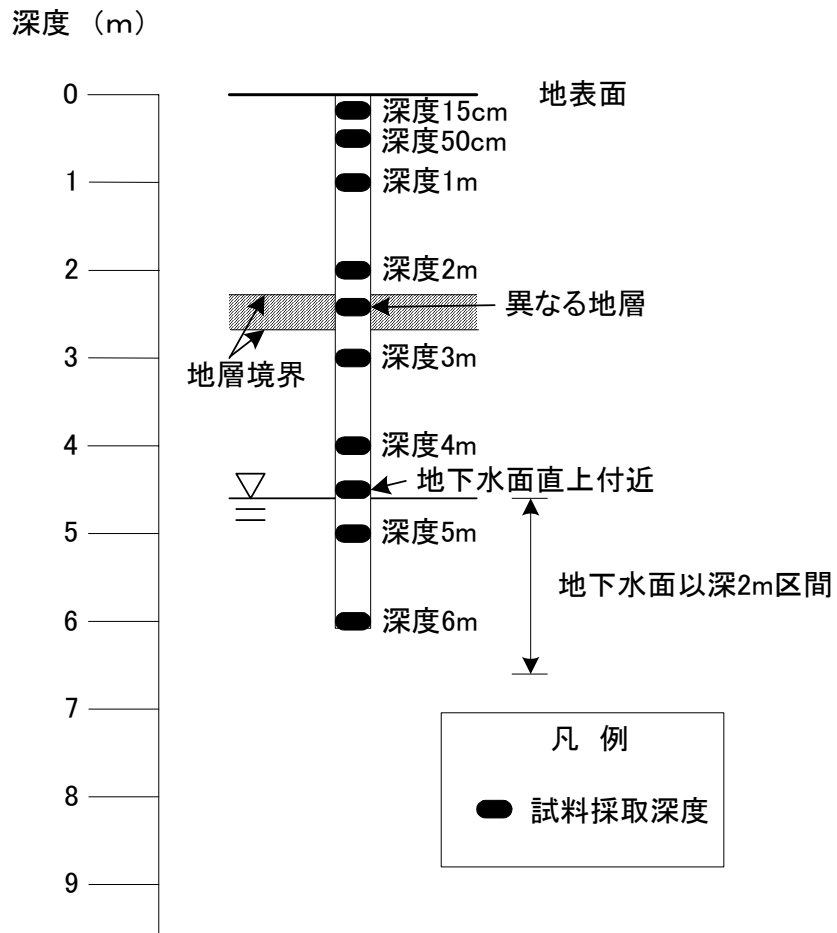 深度 （ｍ）
0
地表面
深度15cm
深度50cm
1
深度1m
2
深度2m
異なる地層
3
深度3m
地層境界
4
深度4m
地下水面直上付近
5
深度5m
地下水面以深2m区間
6
深度6m
7
凡 例
8
試料採取深度
9